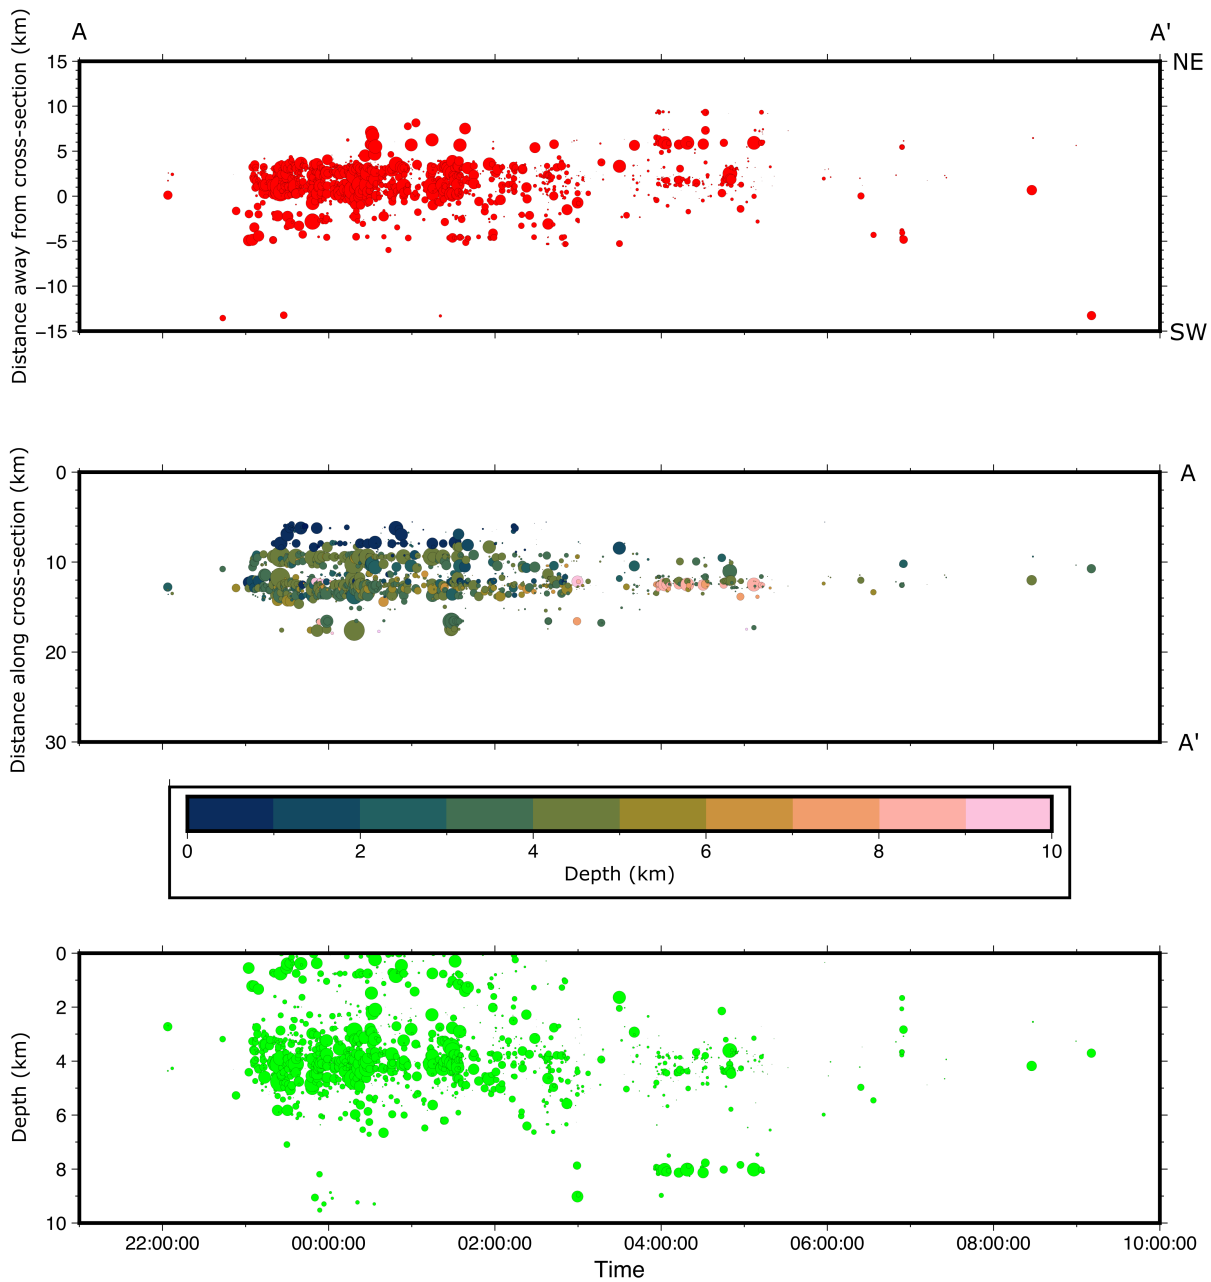 A A'
Distance away from cross-section (km)
15 NE
10
5
0
−5
−10
−15 SW
Distance along cross-section (km)
0 A
10
20
30 A'
0 2 4 6 8 10
Depth (km)
Depth (km)
0
2
4
6
8
10
22:00:00 00:00:00 02:00:00 04:00:00 06:00:00 08:00:00 10:00:00
Time